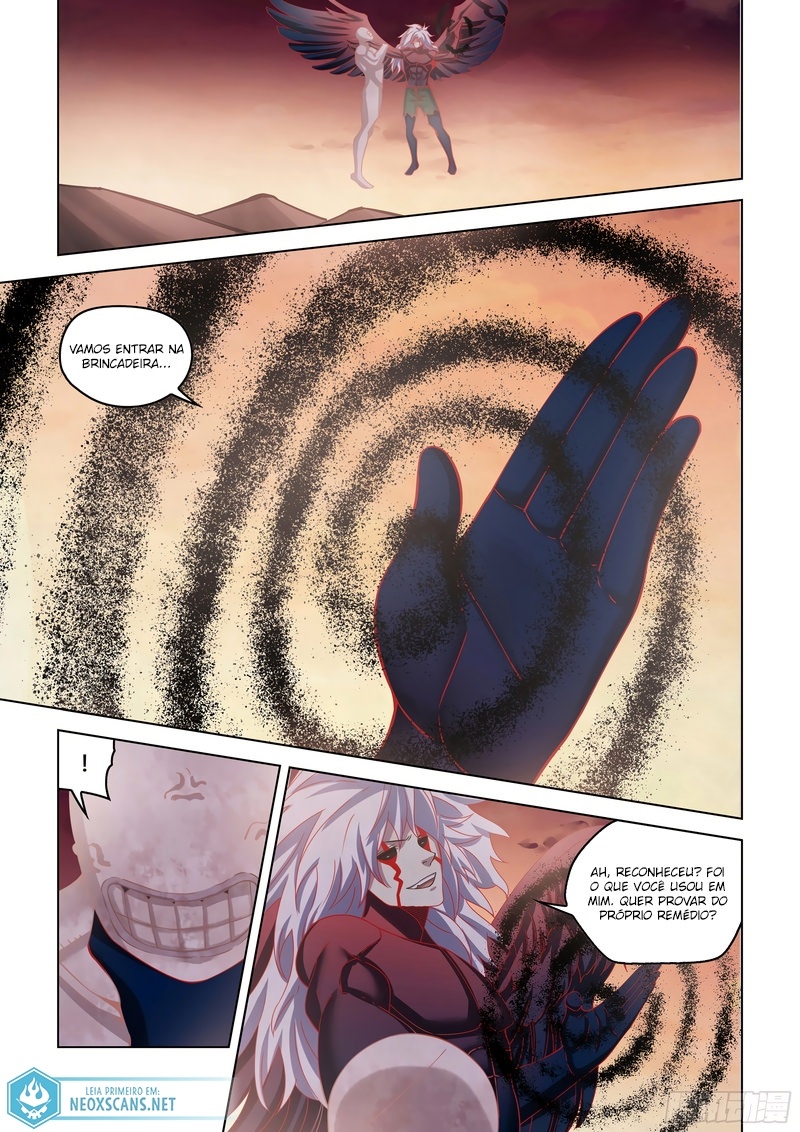 VAMOS ENTRAR NA
BRINCADEIRA...
!
AH, RECONHECEU? FOI
O QUE VOCÊ USOU EM
MIM. QUER PROVAR DO
PRÓPRIO REMÉDIO?
LEIA PRIMEIRO EM:
NEOXSCANS.NET